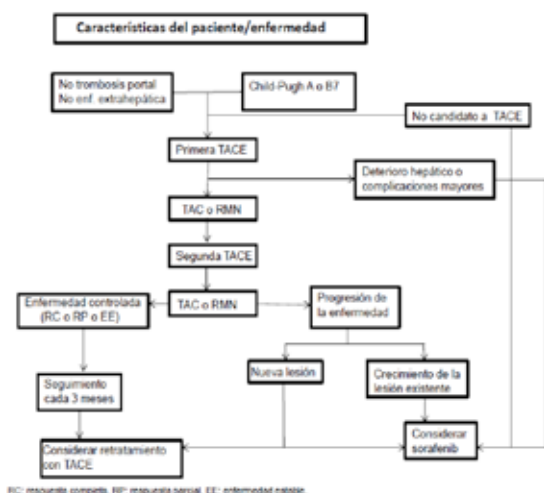 Características del paciente/enfermedad
No trombosis portal
No enf. extrahepática
Child-Pugh A o B7
No candidato a TACE
Primera TACE
Deterioro hepático o
complicaciones mayores
TAC o RMN
Segunda TACE
Enfermedad controlada
(RC o RP o EE)
TAC o RMN
Progresión de
la enfermedad
Nueva lesión
Crecimiento de la
lesión existente
Seguimiento
cada 3 meses
Considerar retratamiento
con TACE
Considerar
sorafenib
RC: respuesta completa, RP: respuesta parcial, EE: enfermedad estable